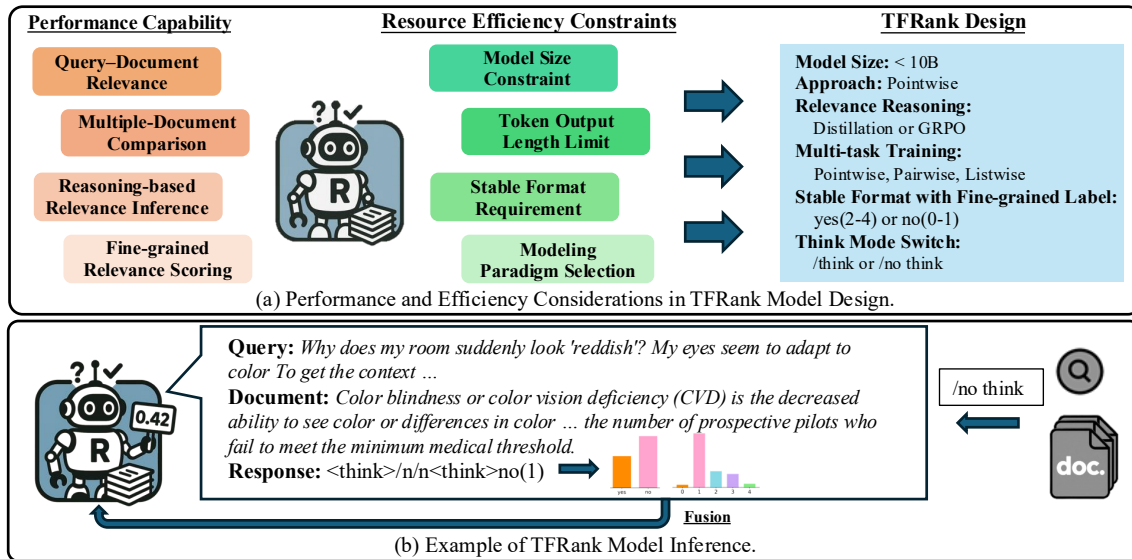 Performance Capability
Query–Document
Relevance
Multiple-Document
Comparison
Reasoning-based
Relevance Inference
Fine-grained
Relevance Scoring
R
Resource Efficiency Constraints
Model Size
Constraint
Token Output
Length Limit
Stable Format
Requirement
Modeling
Paradigm Selection
TFRank Design
Model Size: < 10B
Approach: Pointwise
Relevance Reasoning:
Distillation or GRPO
Multi-task Training:
Pointwise, Pairwise, Listwise
Stable Format with Fine-grained Label:
yes(2-4) or no(0-1)
Think Mode Switch:
/think or /no think
(a) Performance and Efficiency Considerations in TFRank Model Design.
0.42
R
Query: Why does my room suddenly look 'reddish'? My eyes seem to adapt to
color To get the context …
Document: Color blindness or color vision deficiency (CVD) is the decreased
ability to see color or differences in color … the number of prospective pilots who
fail to meet the minimum medical threshold.
Response: <think>/n/n<think>no(1)
yes no 0 1 2 3 4
Fusion
/no think
doc.
(b) Example of TFRank Model Inference.